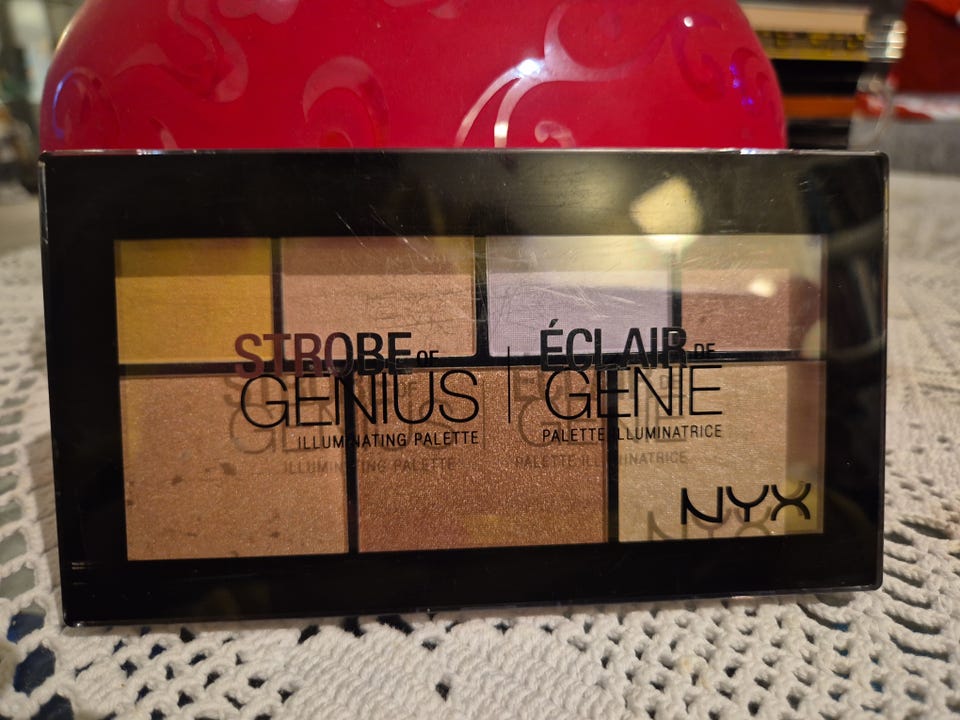 STROBE OF
GENIUS
ILLUMINATING PALETTE
ÉCLAIR DE
GENIE
PALETTE ILLUMINATRICE
NYX